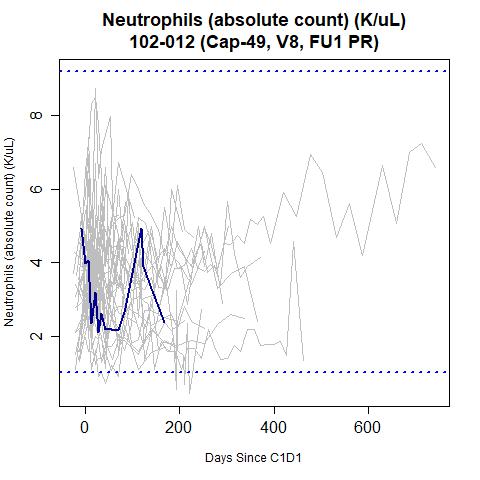 Neutrophils (absolute count) (K/uL)
102-012 (Cap-49, V8, FU1 PR)
Neutrophils (absolute count) (K/uL)
8
6
4
2
0
200
400
600
Days Since C1D1